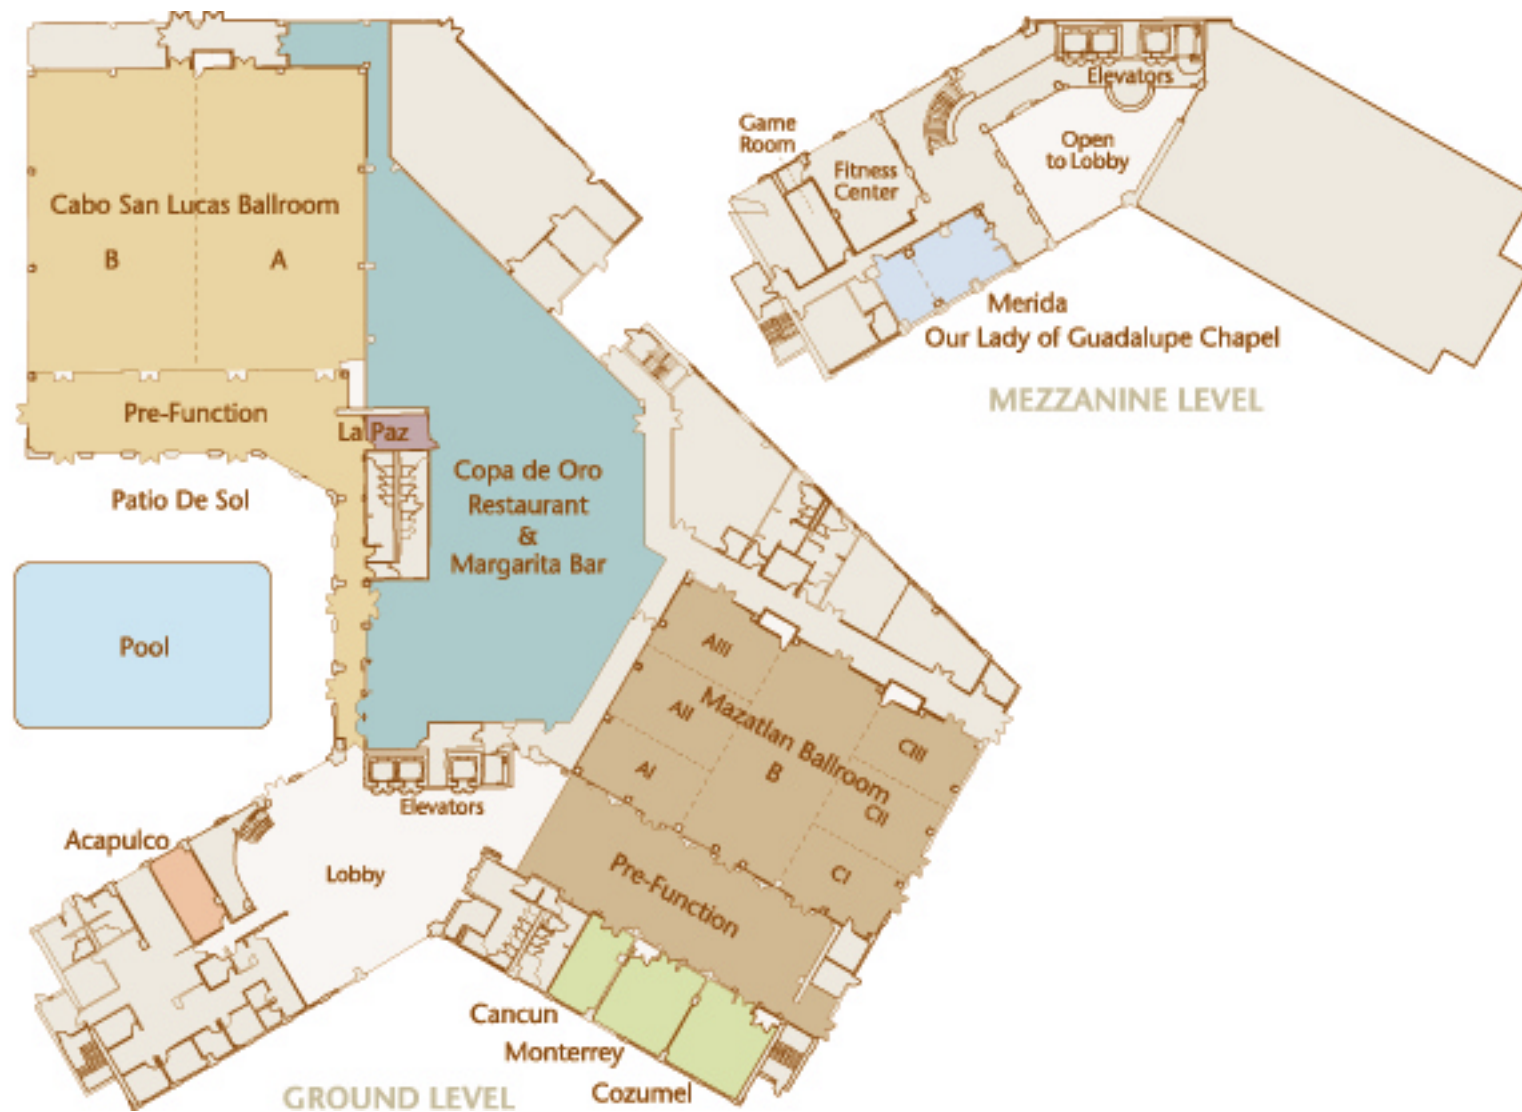 Cabo San Lucas Ballroom
B
A
Pre-Function
La Paz
Patio De Sol
Copa de Oro
Restaurant
&
Margarita Bar
Pool
AIII
AII
AI
Mazatlan Ballroom
B
CIII
CII
CI
Pre-Function
Elevators
Lobby
Acapulco
Cancun
Monterrey
Cozumel
GROUND LEVEL
Elevators
Game
Room
Fitness
Center
Open
to Lobby
Merida
Our Lady of Guadalupe Chapel
MEZZANINE LEVEL